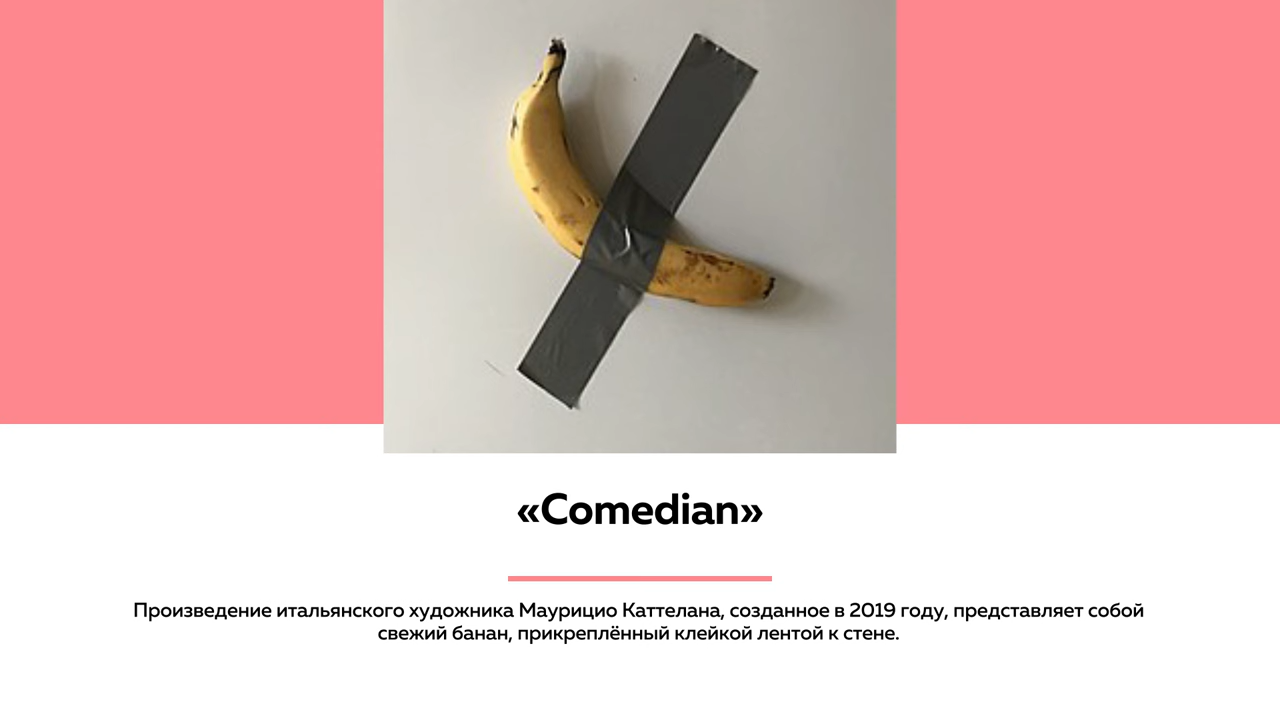 «Comedian»
Произведение итальянского художника Маурицио Каттелана, созданное в 2019 году, представляет собой
свежий банан, прикреплённый клейкой лентой к стене.